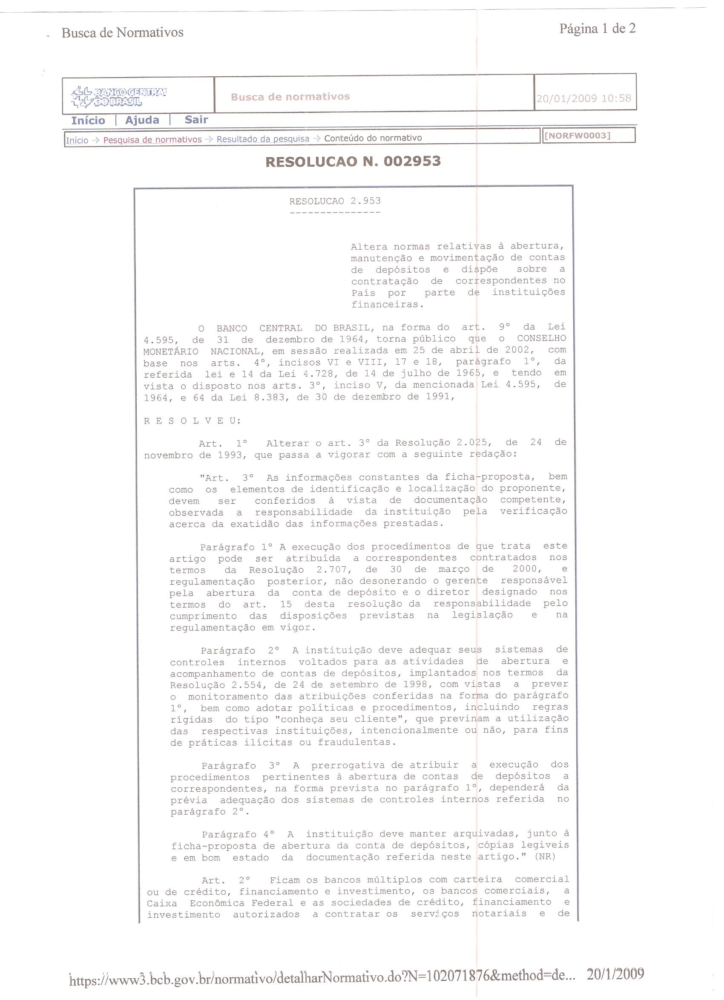 Busca de Normativos
Página 1 de 2
BANCO CENTRAL
DO BRASIL
Busca de normativos
20/01/2009 10:58
Início | Ajuda | Sair
Início -> Pesquisa de normativos -> Resultado da pesquisa -> Conteúdo do normativo
[NORFW0003]
RESOLUCAO N. 002953
RESOLUCAO 2.953
---------------
Altera normas relativas à abertura,
manutenção e movimentação de contas
de depósitos e dispõe sobre a
contratação de correspondentes no
País por parte de instituições
financeiras.
O BANCO CENTRAL DO BRASIL, na forma do art. 9º da Lei
4.595, de 31 de dezembro de 1964, torna público que o CONSELHO
MONETÁRIO NACIONAL, em sessão realizada em 25 de abril de 2002, com
base nos arts. 4º, incisos VI e VIII, 17 e 18, parágrafo 1º, da
referida lei e 14 da Lei 4.728, de 14 de julho de 1965, e tendo em
vista o disposto nos arts. 3º, inciso V, da mencionada Lei 4.595, de
1964, e 64 da Lei 8.383, de 30 de dezembro de 1991,
R E S O L V E U:
Art. 1º Alterar o art. 3º da Resolução 2.025, de 24 de
novembro de 1993, que passa a vigorar com a seguinte redação:
"Art. 3º As informações constantes da ficha-proposta, bem
como os elementos de identificação e localização do proponente,
devem ser conferidos à vista de documentação competente,
observada a responsabilidade da instituição pela verificação
acerca da exatidão das informações prestadas.
Parágrafo 1º A execução dos procedimentos de que trata este
artigo pode ser atribuída a correspondentes contratados nos
termos da Resolução 2.707, de 30 de março de 2000, e
regulamentação posterior, não desonerando o gerente responsável
pela abertura da conta de depósito e o diretor designado nos
termos do art. 15 desta resolução da responsabilidade pelo
cumprimento das disposições previstas na legislação e na
regulamentação em vigor.
Parágrafo 2º A instituição deve adequar seus sistemas de
controles internos voltados para as atividades de abertura e
acompanhamento de contas de depósitos, implantados nos termos da
Resolução 2.554, de 24 de setembro de 1998, com vistas a prever
o monitoramento das atribuições conferidas na forma do parágrafo
1º, bem como adotar políticas e procedimentos, incluindo regras
rígidas do tipo "conheça seu cliente", que previnam a utilização
das respectivas instituições, intencionalmente ou não, para fins
de práticas ilícitas ou fraudulentas.
Parágrafo 3º A prerrogativa de atribuir a execução dos
procedimentos pertinentes à abertura de contas de depósitos a
correspondentes, na forma prevista no parágrafo 1º, dependerá da
prévia adequação dos sistemas de controles internos referida no
parágrafo 2º.
Parágrafo 4º A instituição deve manter arquivadas, junto à
ficha-proposta de abertura da conta de depósitos, cópias legiveis
e em bom estado da documentação referida neste artigo." (NR)
Art. 2º Ficam os bancos múltiplos com carteira comercial
ou de crédito, financiamento e investimento, os bancos comerciais, a
Caixa Econômica Federal e as sociedades de crédito, financiamento e
investimento autorizados a contratar os serviços notariais e de
https://www3.bcb.gov.br/normativo/detalharNormativo.do?N=102071876&method=de... 20/1/2009